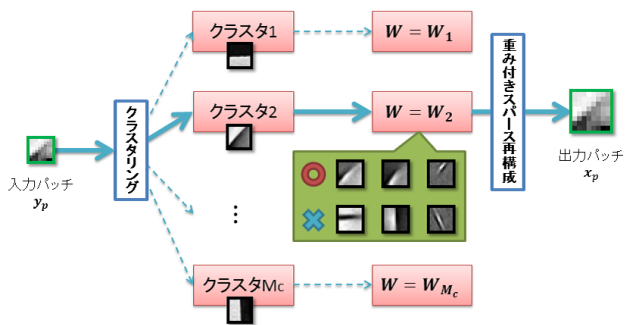 クラスタ1
W = W₁
クラスタ2
W = W₂
クラスタリング
重み付きスパース再構成
入力パッチ
yₚ
出力パッチ
xₚ
⋮
クラスタMc
W = W_{M_c}